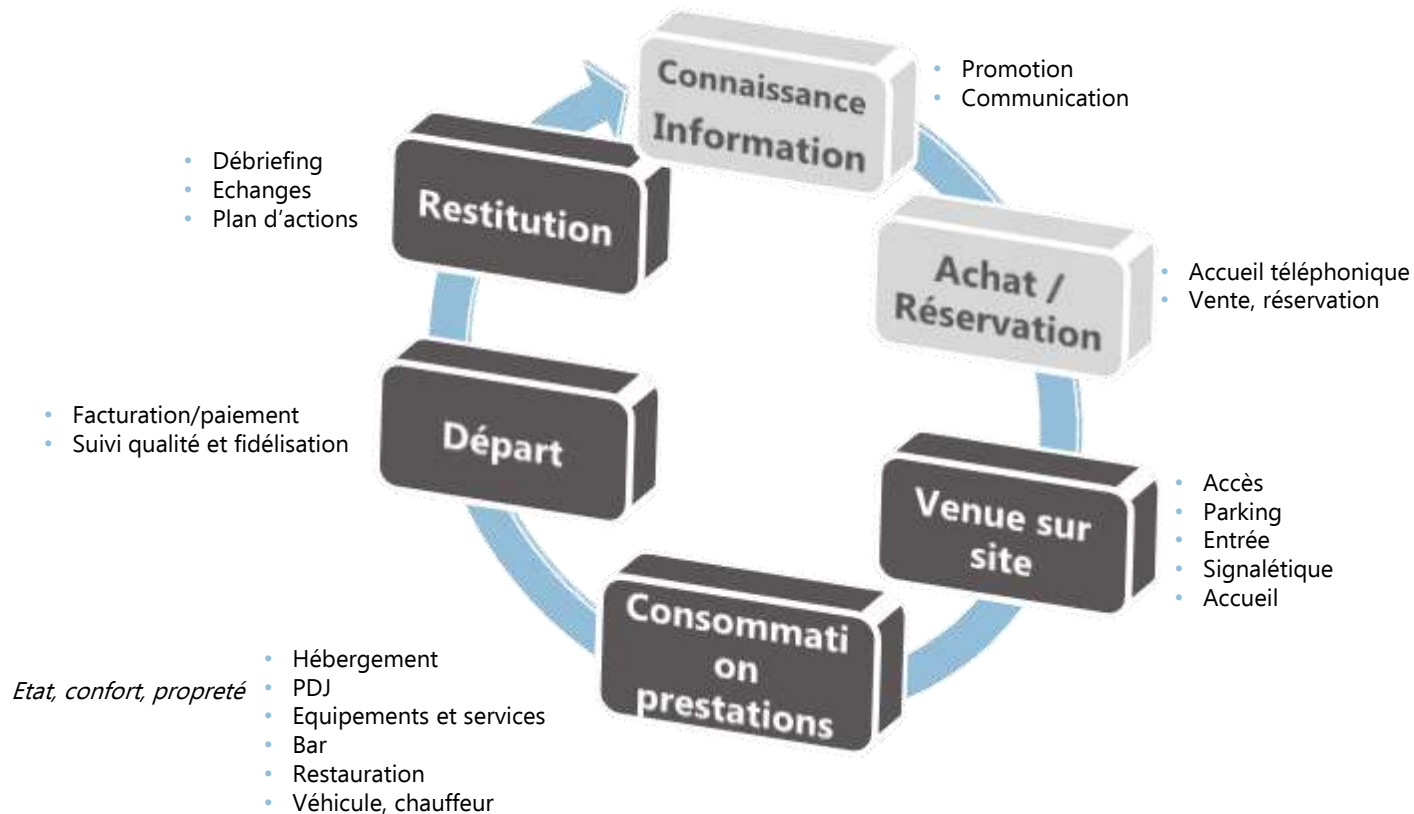 Connaissance
Information
• Promotion
• Communication
Achat /
Réservation
• Accueil téléphonique
• Vente, réservation
Venue sur
site
• Accès
• Parking
• Entrée
• Signalétique
• Accueil
Consommati
on
prestations
Etat, confort, propreté
• Hébergement
• PDJ
• Equipements et services
• Bar
• Restauration
• Véhicule, chauffeur
Départ
• Facturation/paiement
• Suivi qualité et fidélisation
Restitution
• Débriefing
• Echanges
• Plan d'actions